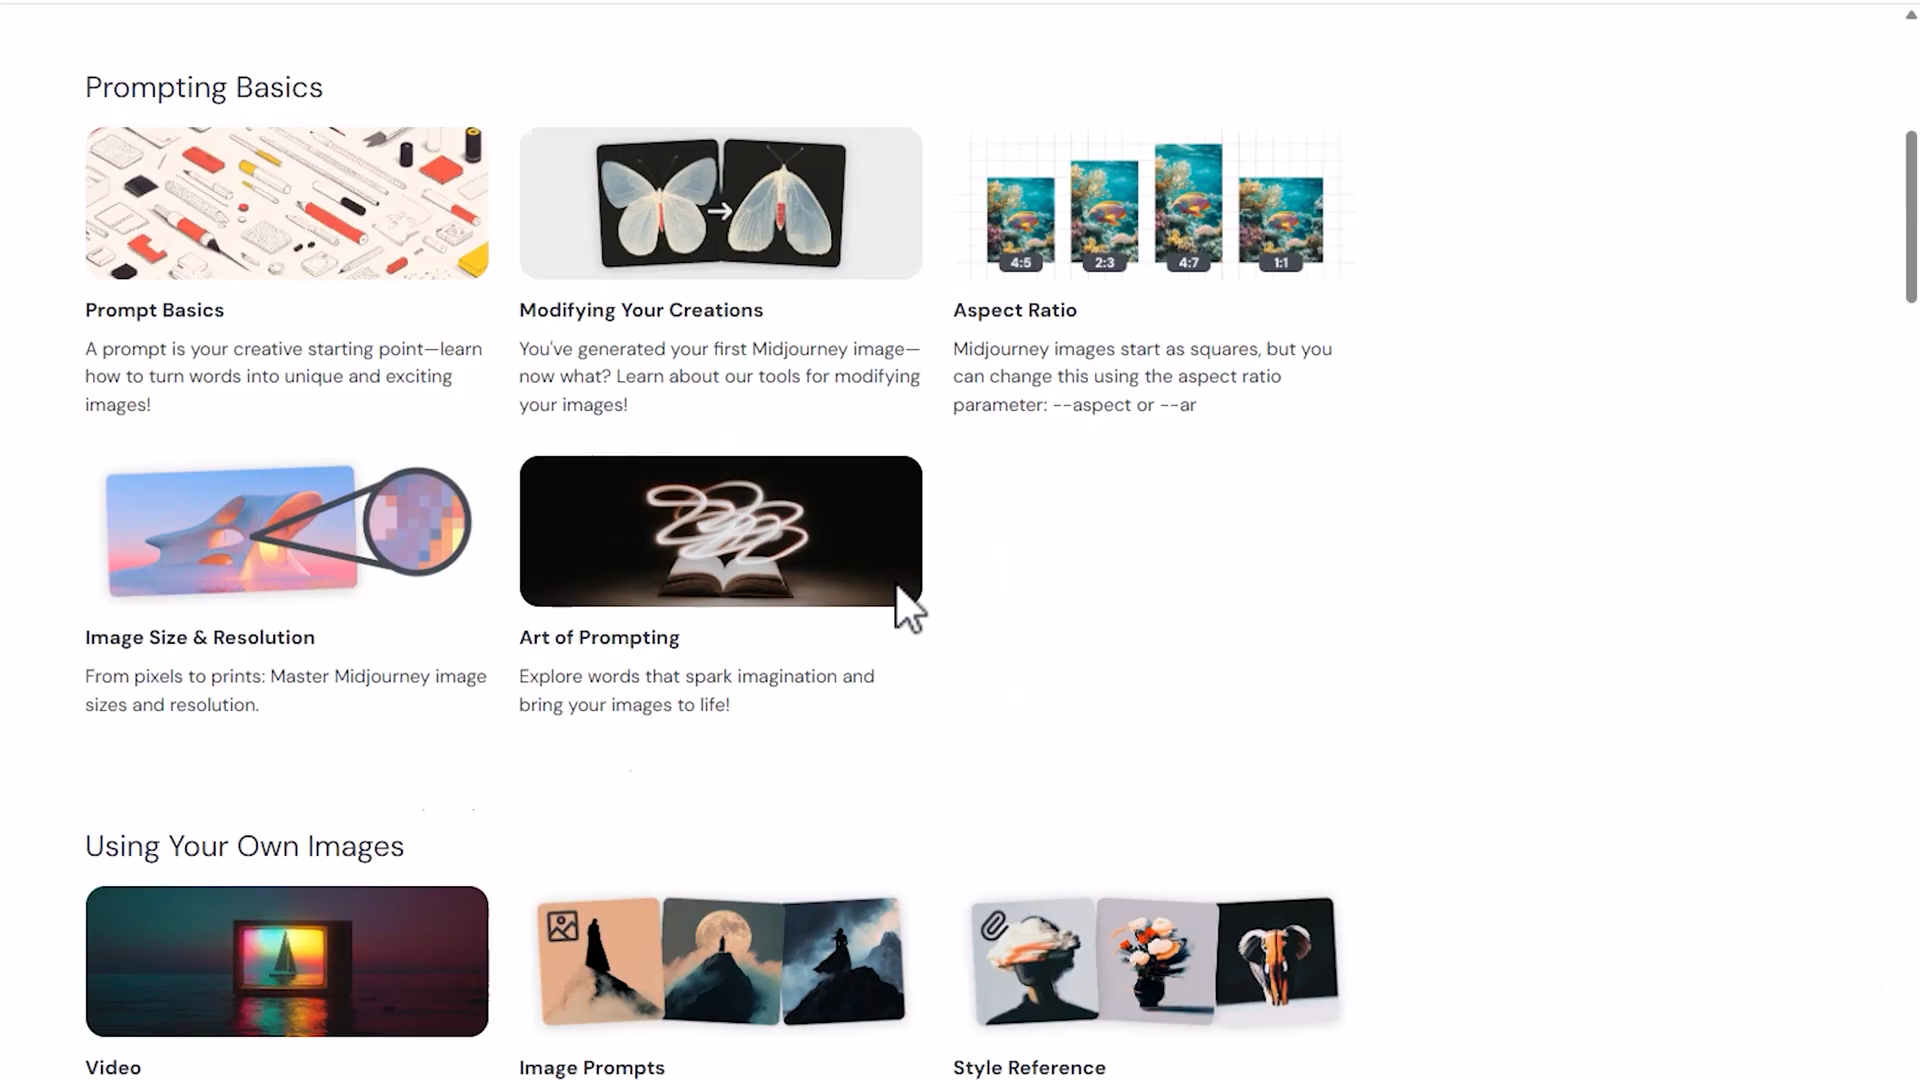 Prompting Basics
4:5
2:3
4:7
1:1
Prompt Basics
A prompt is your creative starting point—learn
how to turn words into unique and exciting
images!
Modifying Your Creations
You've generated your first Midjourney image—
now what? Learn about our tools for modifying
your images!
Aspect Ratio
Midjourney images start as squares, but you
can change this using the aspect ratio
parameter: --aspect or --ar
Image Size & Resolution
From pixels to prints: Master Midjourney image
sizes and resolution.
Art of Prompting
Explore words that spark imagination and
bring your images to life!
Using Your Own Images
Video
Image Prompts
Style Reference